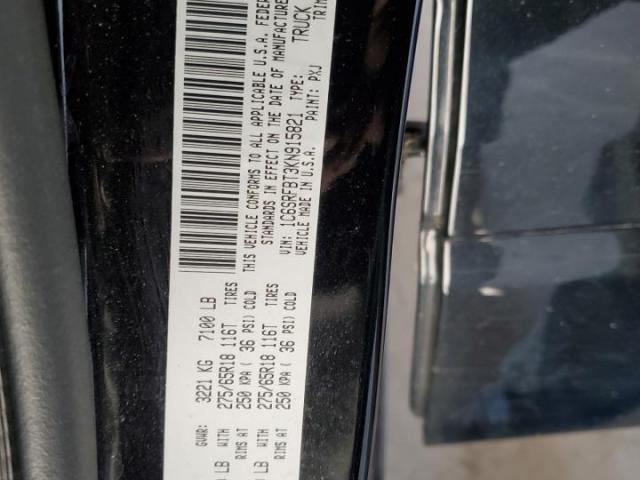 GVWR: 3221 KG 7100 LB
LB WITH 275/65R18 116T TIRES
RIMS AT 250 KPA ( 36 PSI) COLD
LB WITH 275/65R18 116T TIRES
RIMS AT 250 KPA ( 36 PSI) COLD
THIS VEHICLE CONFORMS TO ALL APPLICABLE U.S.A. FEDER
STANDARDS IN EFFECT ON THE DATE OF MANUFACTURE
VIN: 1C6SRFBT3KN915821 TYPE: TRUCK
VEHICLE MADE IN U.S.A. PAINT: PXJ TRIM